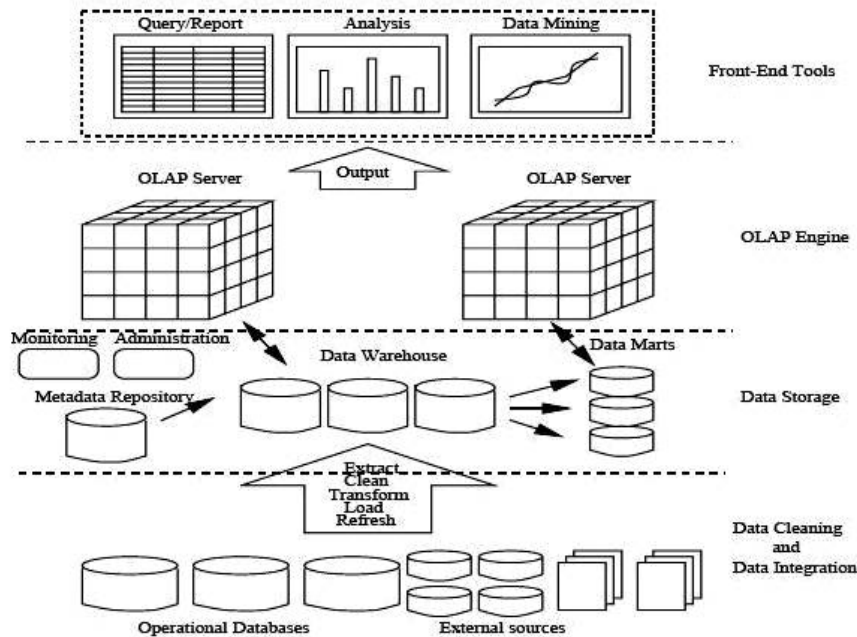 Query/Report
Analysis
Data Mining
Front-End Tools
Output
OLAP Server
OLAP Server
OLAP Engine
Monitoring
Administration
Data Warehouse
Data Marts
Metadata Repository
Data Storage
Extract
Clean
Transform
Load
Refresh
Data Cleaning
and
Data Integration
Operational Databases
External sources